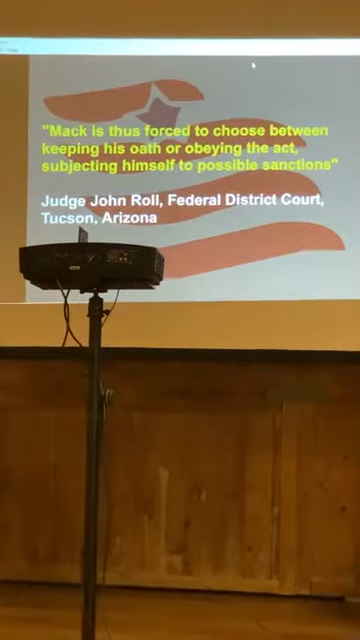 "Mack is thus forced to choose between
keeping his oath or obeying the act,
subjecting himself to possible sanctions"
Judge John Roll, Federal District Court,
Tucson, Arizona